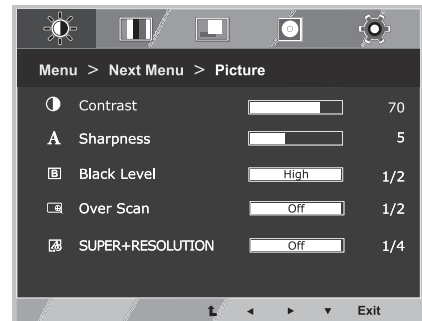 Menu > Next Menu > Picture
Contrast 70
A Sharpness 5
B Black Level High 1/2
Over Scan Off 1/2
SUPER+RESOLUTION Off 1/4
Exit